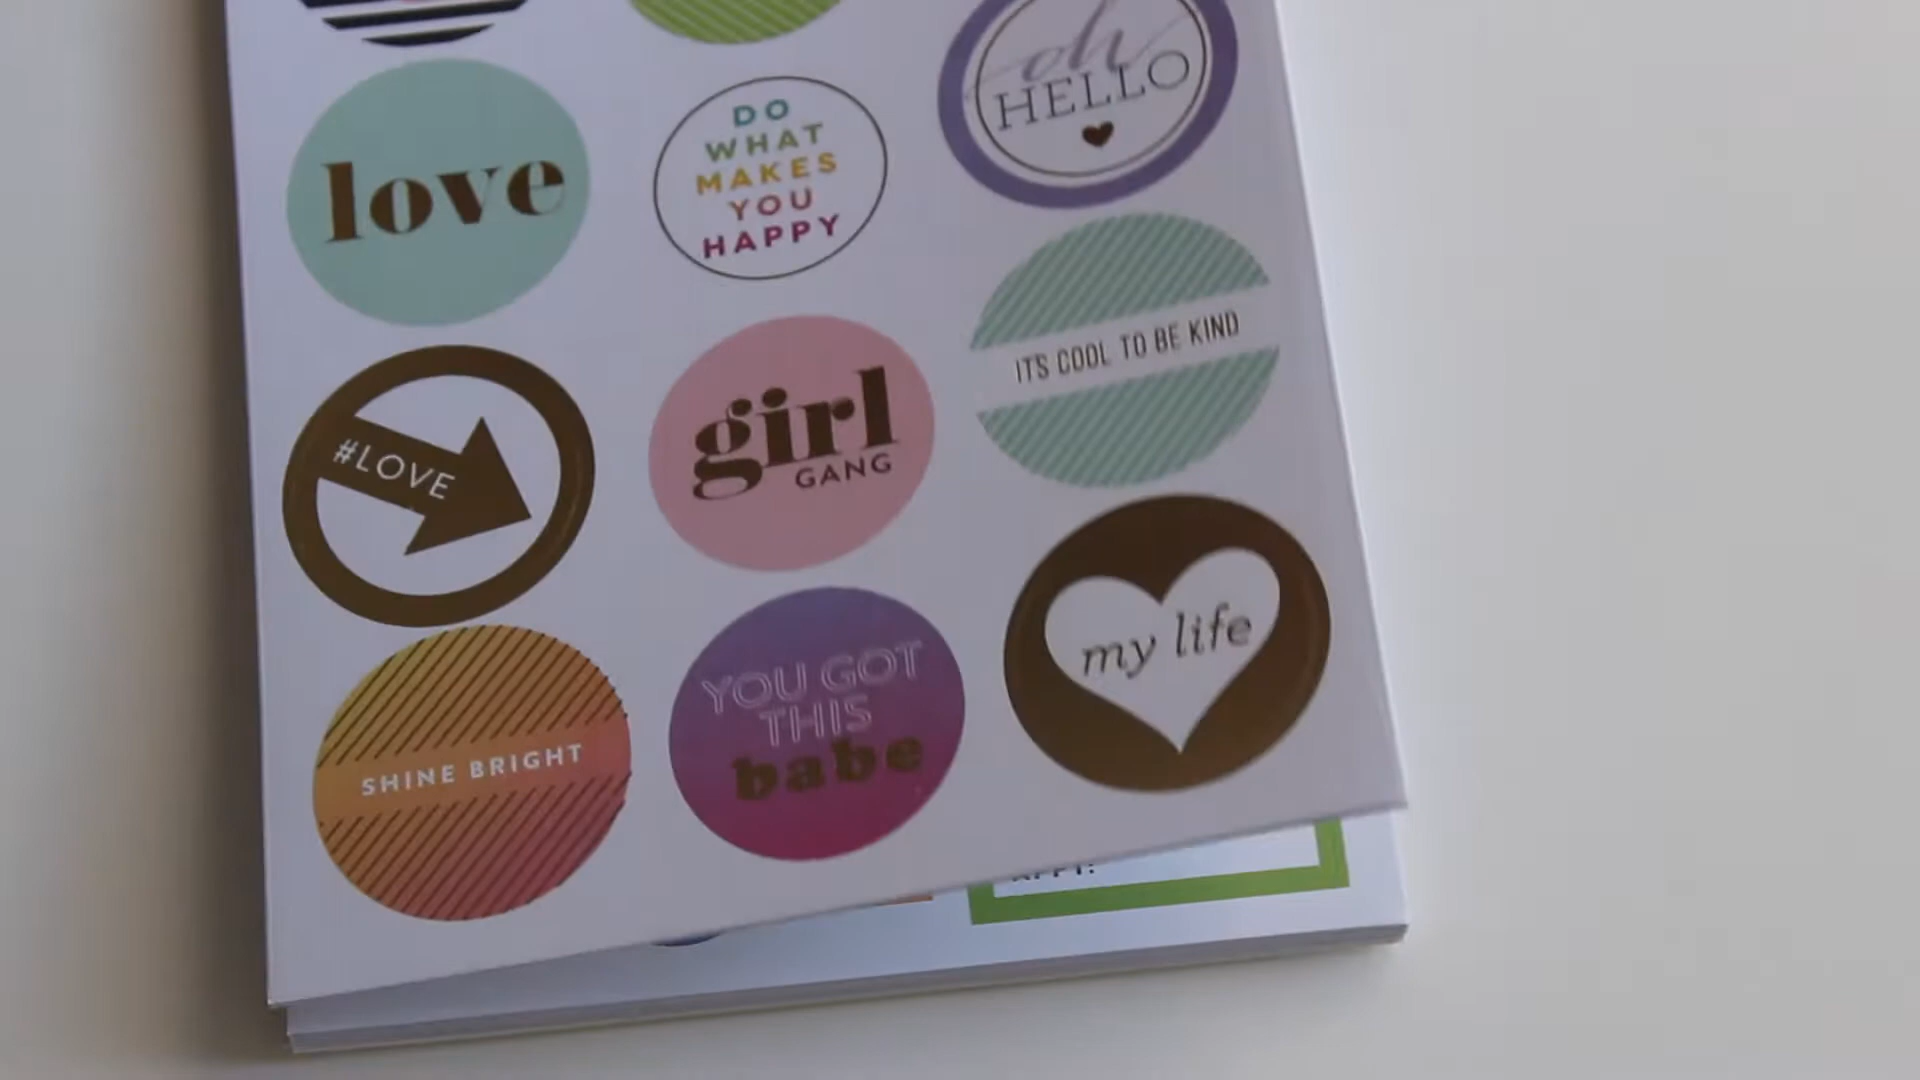 oh
HELLO
love
DO
WHAT
MAKES
YOU
HAPPY
IT'S COOL TO BE KIND
#LOVE
girl
GANG
my life
SHINE BRIGHT
YOU GOT
THIS
babe